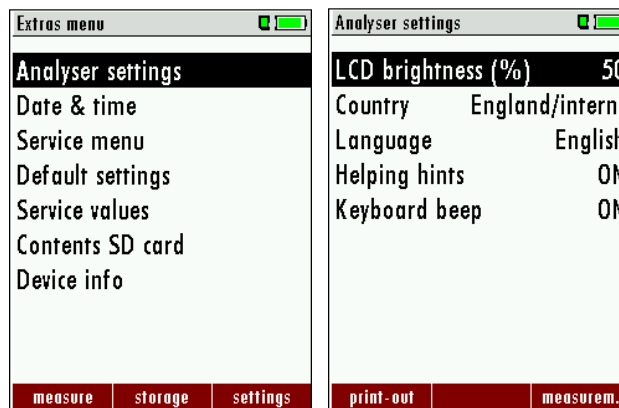 Extras menu
Analyser settings
Date & time
Service menu
Default settings
Service values
Contents SD card
Device info
measure storage settings
Analyser settings
LCD brightness (%) 50
Country England/intern
Language English
Helping hints ON
Keyboard beep ON
print-out measurem.